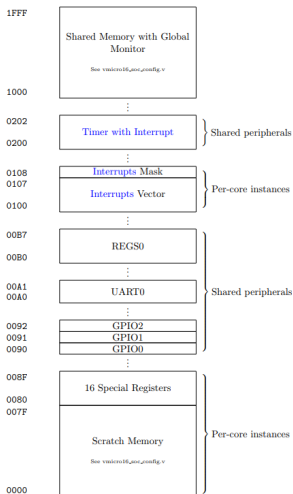 1FFF
Shared Memory with Global
Monitor
See vmicro16_soc_config.v
1000
⋮
0202
Timer with Interrupt
Shared peripherals
0200
⋮
0108
Interrupts Mask
0107
Interrupts Vector
Per-core instances
0100
⋮
00B7
REGS0
00B0
⋮
00A1
UART0
Shared peripherals
00A0
⋮
0092
GPIO2
0091
GPIO1
0090
GPIO0
⋮
008F
16 Special Registers
0080
007F
Per-core instances
Scratch Memory
See vmicro16_soc_config.v
0000